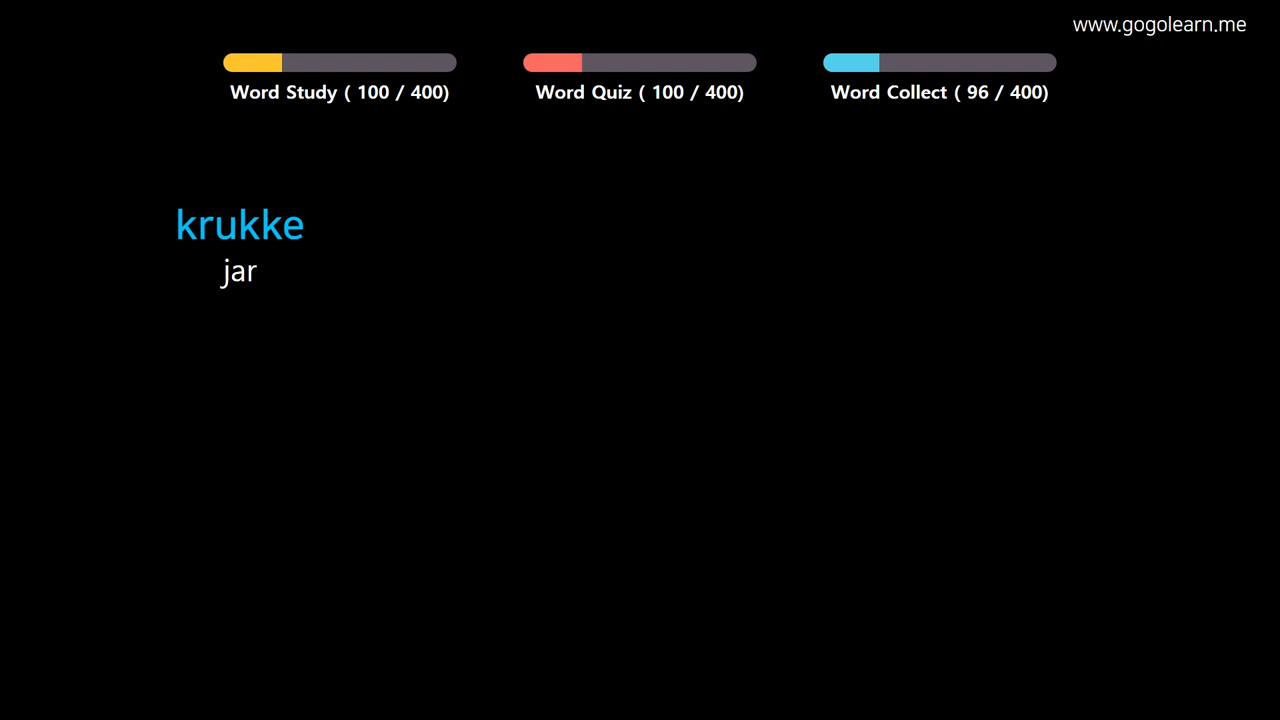 www.gogolearn.me
Word Study ( 100 / 400)
Word Quiz ( 100 / 400)
Word Collect ( 96 / 400)
krukke
jar